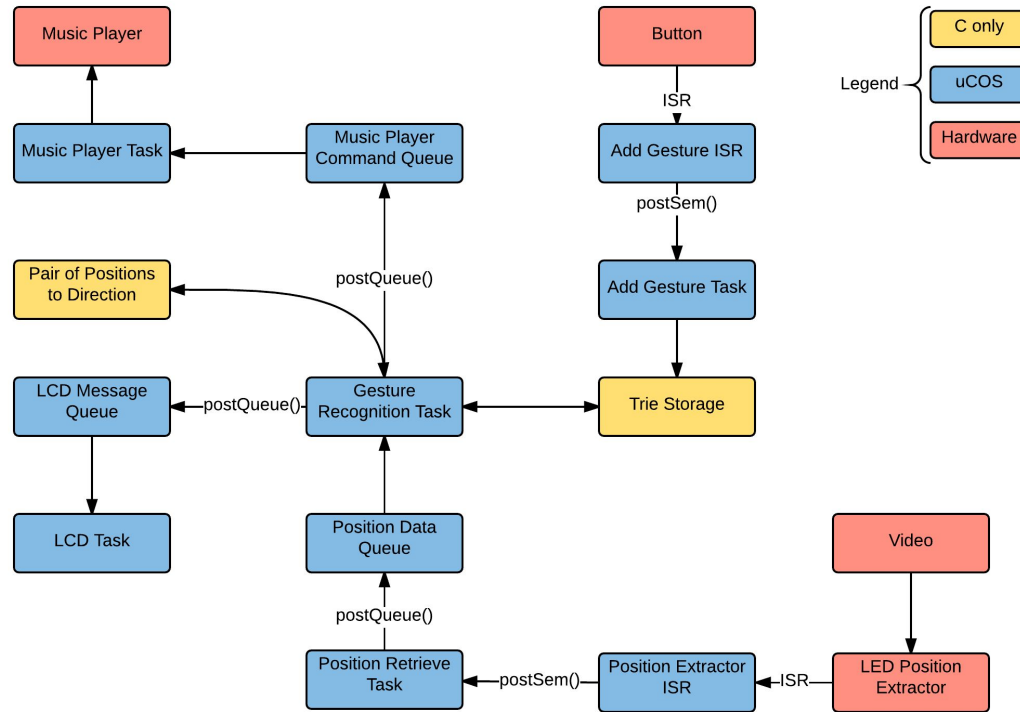 Music Player
Button
C only
ISR
Legend
uCOS
Hardware
Music Player Task
Music Player
Command Queue
Add Gesture ISR
postSem()
Pair of Positions
to Direction
postQueue()
Add Gesture Task
LCD Message
Queue
postQueue()
Gesture
Recognition Task
Trie Storage
LCD Task
Position Data
Queue
Video
postQueue()
Position Retrieve
Task
postSem()
Position Extractor
ISR
ISR
LED Position
Extractor